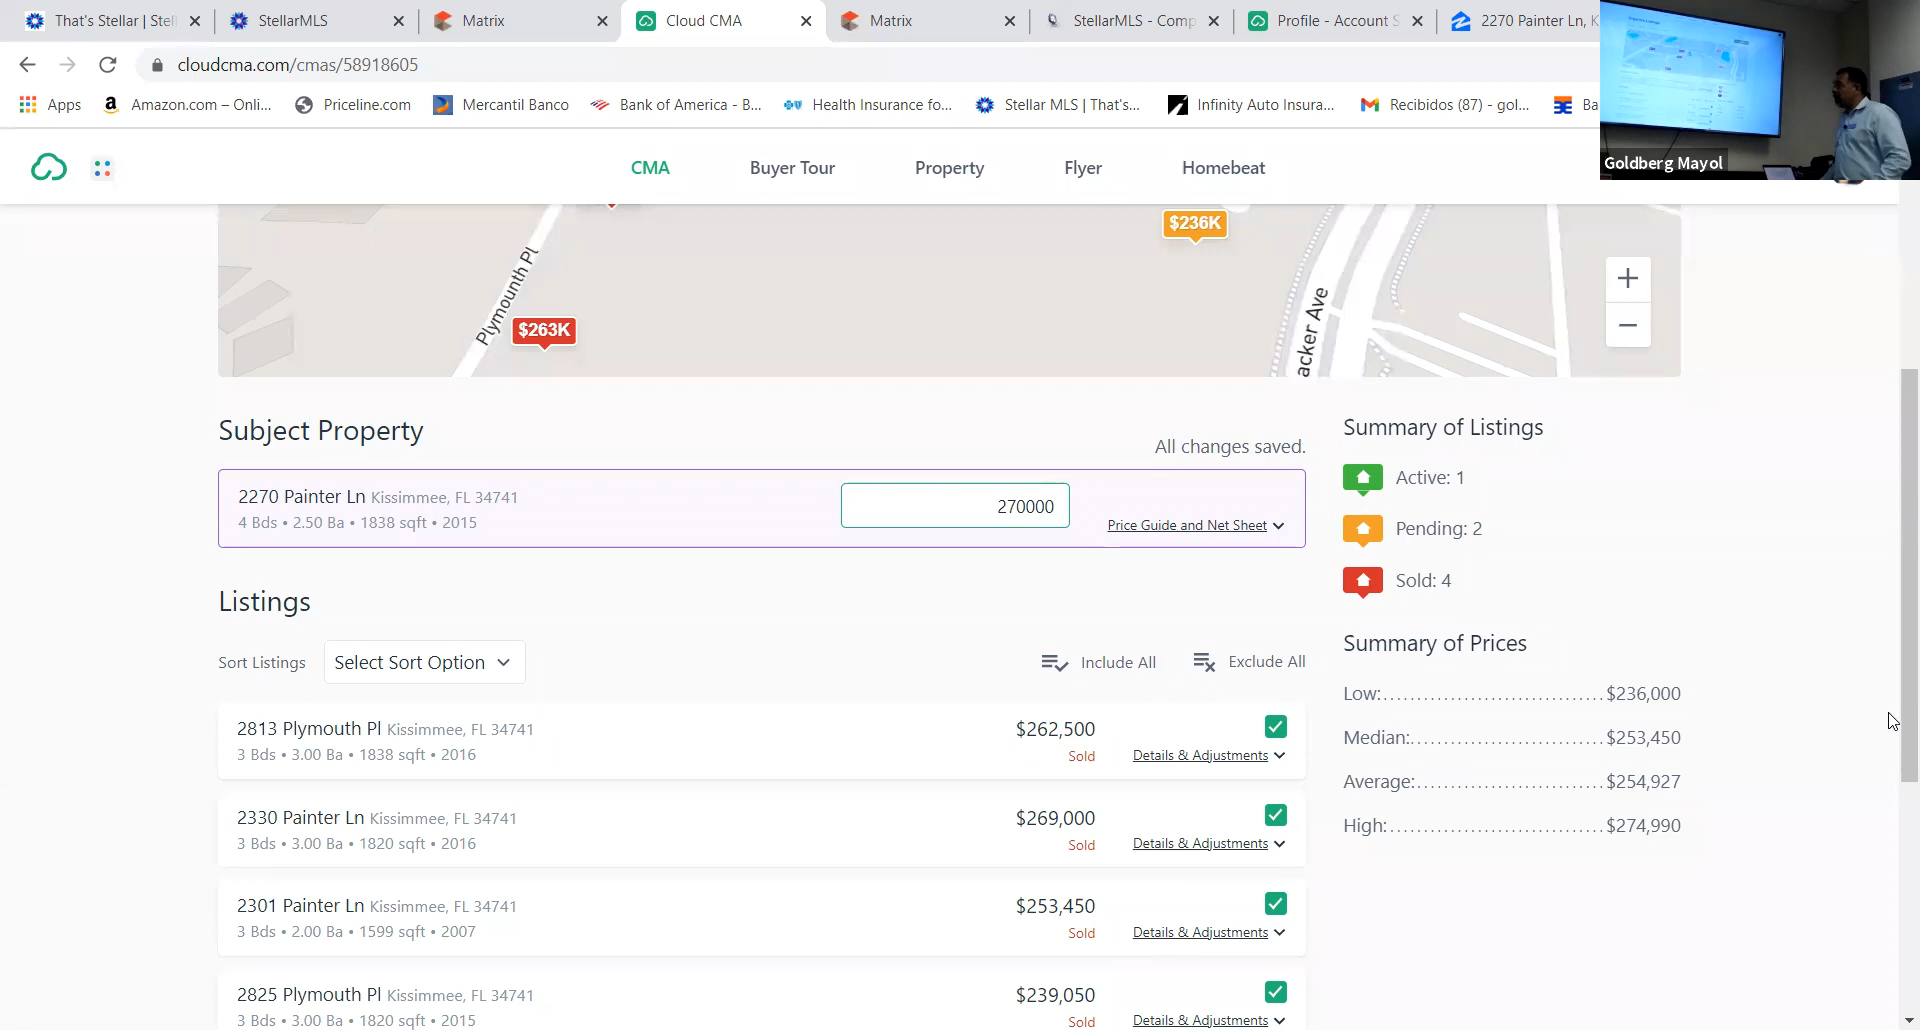 That's Stellar | Stel
StellarMLS
Matrix
Cloud CMA
Matrix
StellarMLS - Comp
Profile - Account S
2270 Painter Ln, K
cloudcma.com/cmas/58918605
Apps
Amazon.com – Onli...
Priceline.com
Mercantil Banco
Bank of America - B...
Health Insurance fo...
Stellar MLS | That's...
Infinity Auto Insura...
Recibidos (87) - gol...
Ba
Goldberg Mayol
CMA
Buyer Tour
Property
Flyer
Homebeat
$236K
Plymounth Pl
$263K
acker Ave
Subject Property
All changes saved.
2270 Painter Ln Kissimmee, FL 34741
4 Bds • 2.50 Ba • 1838 sqft • 2015
270000
Price Guide and Net Sheet
Summary of Listings
Active: 1
Pending: 2
Sold: 4
Listings
Sort Listings
Select Sort Option
Include All
Exclude All
2813 Plymouth Pl Kissimmee, FL 34741
3 Bds • 3.00 Ba • 1838 sqft • 2016
$262,500
Sold
Details & Adjustments
2330 Painter Ln Kissimmee, FL 34741
3 Bds • 3.00 Ba • 1820 sqft • 2016
$269,000
Sold
Details & Adjustments
2301 Painter Ln Kissimmee, FL 34741
3 Bds • 2.00 Ba • 1599 sqft • 2007
$253,450
Sold
Details & Adjustments
2825 Plymouth Pl Kissimmee, FL 34741
3 Bds • 3.00 Ba • 1820 sqft • 2015
$239,050
Sold
Details & Adjustments
Summary of Prices
Low:..............................$236,000
Median:..........................$253,450
Average:.........................$254,927
High:.............................$274,990